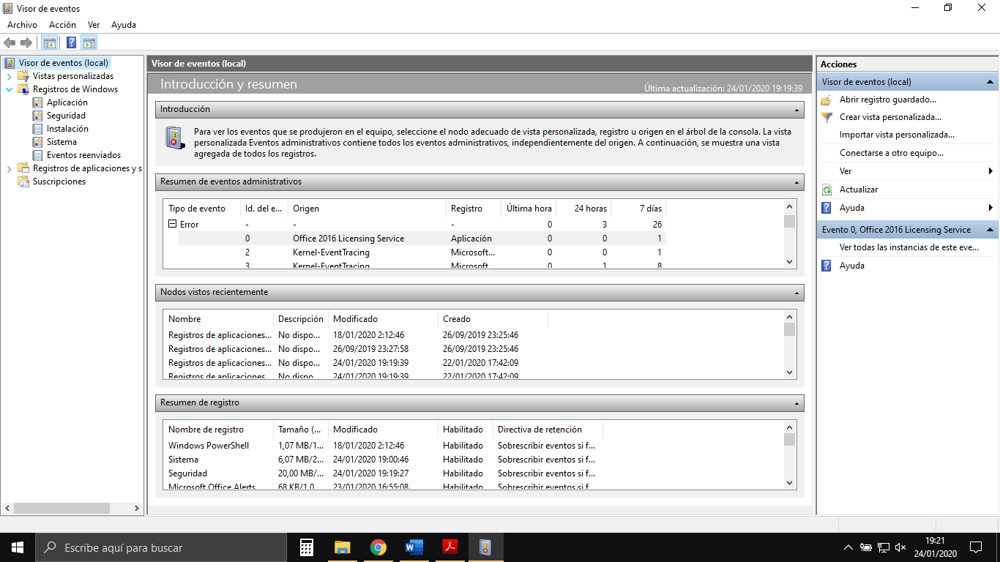 Visor de eventos
Archivo Acción Ver Ayuda
Visor de eventos (local)
Vistas personalizadas
Registros de Windows
Aplicación
Seguridad
Instalación
Sistema
Eventos reenviados
Registros de aplicaciones y s
Suscripciones
Visor de eventos (local)
Introducción y resumen
Última actualización: 24/01/2020 19:19:39
Introducción
Para ver los eventos que se produjeron en el equipo, seleccione el nodo adecuado de vista personalizada, registro u origen en el árbol de la consola. La vista
personalizada Eventos administrativos contiene todos los eventos administrativos, independientemente del origen. A continuación, se muestra una vista
agregada de todos los registros.
Resumen de eventos administrativos
Tipo de evento Id. del e... Origen Registro Última hora 24 horas 7 días
Error - - - 0 3 26
0 Office 2016 Licensing Service Aplicación 0 0 1
2 Kernel-EventTracing Microsoft... 0 0 1
3 Kernel-EventTracing Microsoft 0 1 8
Nodos vistos recientemente
Nombre Descripción Modificado Creado
Registros de aplicaciones... No dispo... 18/01/2020 2:12:46 26/09/2019 23:25:46
Registros de aplicaciones... No dispo... 26/09/2019 23:27:58 26/09/2019 23:25:46
Registros de aplicaciones... No dispo... 24/01/2020 19:19:39 22/01/2020 17:42:09
Registros de aplicaciones No dispo 24/01/2020 19:19:39 22/01/2020 17:42:09
Resumen de registro
Nombre de registro Tamaño (... Modificado Habilitado Directiva de retención
Windows PowerShell 1,07 MB/1... 18/01/2020 2:12:46 Habilitado Sobrescribir eventos si f...
Sistema 6,07 MB/2... 24/01/2020 19:00:46 Habilitado Sobrescribir eventos si f...
Seguridad 20,00 MB/... 24/01/2020 19:19:27 Habilitado Sobrescribir eventos si f...
Microsoft Office Alerts 68 KB/1,0 23/01/2020 16:55:08 Habilitado Sobrescribir eventos si f...
Acciones
Visor de eventos (local)
Abrir registro guardado...
Crear vista personalizada...
Importar vista personalizada...
Conectarse a otro equipo...
Ver
Actualizar
Ayuda
Evento 0, Office 2016 Licensing Service
Ver todas las instancias de este eve...
Ayuda
Escribe aquí para buscar
19:21
24/01/2020